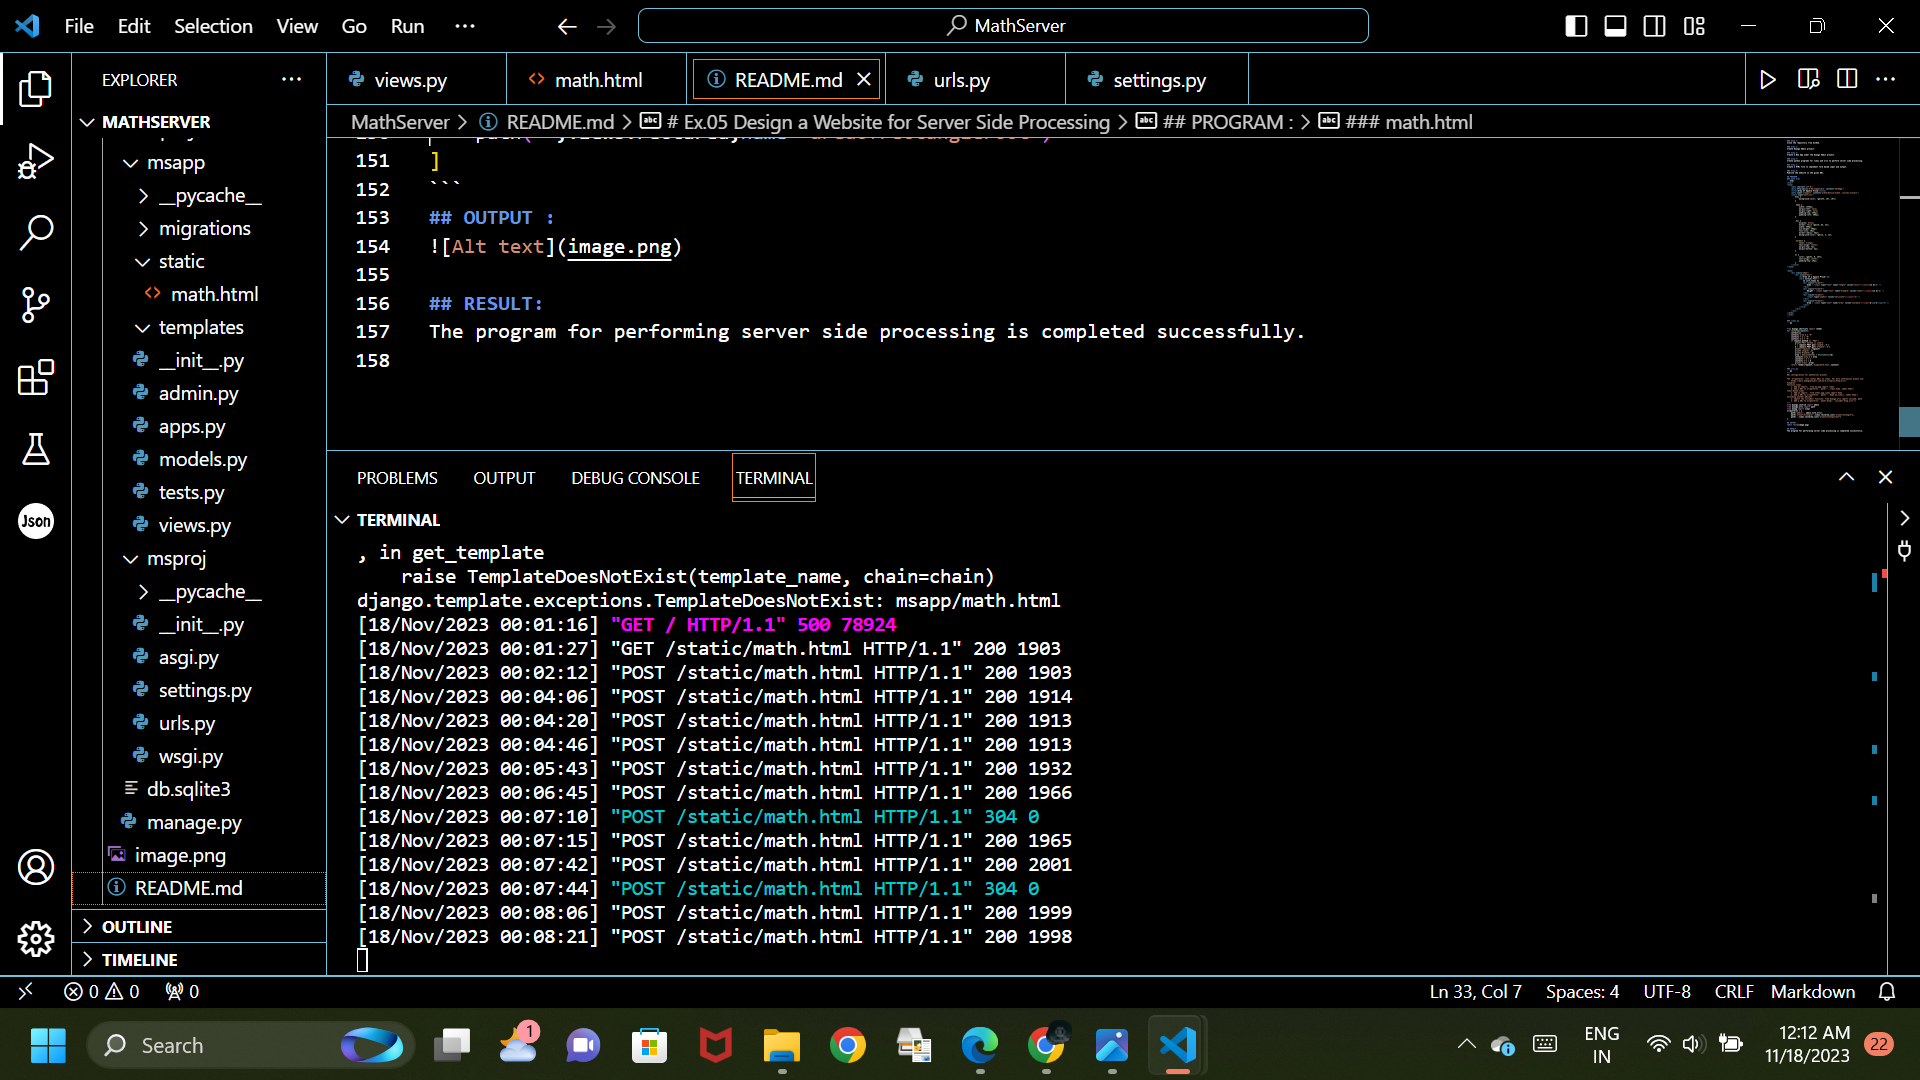 File Edit Selection View Go Run ···
MathServer
EXPLORER
views.py
math.html
README.md
urls.py
settings.py
MathServer > README.md > # Ex.05 Design a Website for Server Side Processing > ## PROGRAM : > ### math.html
MATHSERVER
msapp
__pycache__
migrations
static
math.html
templates
__init__.py
admin.py
apps.py
models.py
tests.py
views.py
msproj
__pycache__
__init__.py
asgi.py
settings.py
urls.py
wsgi.py
db.sqlite3
manage.py
image.png
README.md
OUTLINE
TIMELINE
Json
151 ]
152 ```
153 ## OUTPUT :
154 ![Alt text](image.png)
155
156 ## RESULT:
157 The program for performing server side processing is completed successfully.
158
PROBLEMS OUTPUT DEBUG CONSOLE TERMINAL
TERMINAL
, in get_template
raise TemplateDoesNotExist(template_name, chain=chain)
django.template.exceptions.TemplateDoesNotExist: msapp/math.html
[18/Nov/2023 00:01:16] "GET / HTTP/1.1" 500 78924
[18/Nov/2023 00:01:27] "GET /static/math.html HTTP/1.1" 200 1903
[18/Nov/2023 00:02:12] "POST /static/math.html HTTP/1.1" 200 1903
[18/Nov/2023 00:04:06] "POST /static/math.html HTTP/1.1" 200 1914
[18/Nov/2023 00:04:20] "POST /static/math.html HTTP/1.1" 200 1913
[18/Nov/2023 00:04:46] "POST /static/math.html HTTP/1.1" 200 1913
[18/Nov/2023 00:05:43] "POST /static/math.html HTTP/1.1" 200 1932
[18/Nov/2023 00:06:45] "POST /static/math.html HTTP/1.1" 200 1966
[18/Nov/2023 00:07:10] "POST /static/math.html HTTP/1.1" 304 0
[18/Nov/2023 00:07:15] "POST /static/math.html HTTP/1.1" 200 1965
[18/Nov/2023 00:07:42] "POST /static/math.html HTTP/1.1" 200 2001
[18/Nov/2023 00:07:44] "POST /static/math.html HTTP/1.1" 304 0
[18/Nov/2023 00:08:06] "POST /static/math.html HTTP/1.1" 200 1999
[18/Nov/2023 00:08:21] "POST /static/math.html HTTP/1.1" 200 1998
0 0 0
Ln 33, Col 7 Spaces: 4 UTF-8 CRLF Markdown
Search
1
ENG
IN
12:12 AM
11/18/2023
22